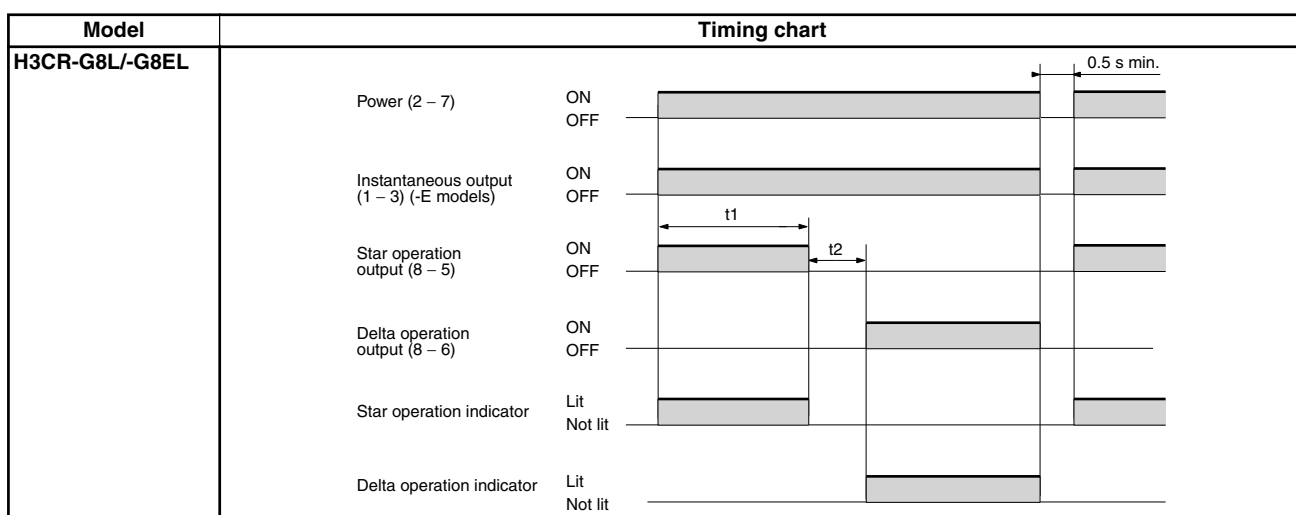 Model Timing chart
H3CR-G8L/-G8EL
0.5 s min.
Power (2 – 7) ON
OFF
Instantaneous output
(1 – 3) (-E models)
ON
OFF
t1
Star operation
output (8 – 5)
ON
OFF
t2
Delta operation
output (8 – 6)
ON
OFF
Star operation indicator
Lit
Not lit
Delta operation indicator
Lit
Not lit